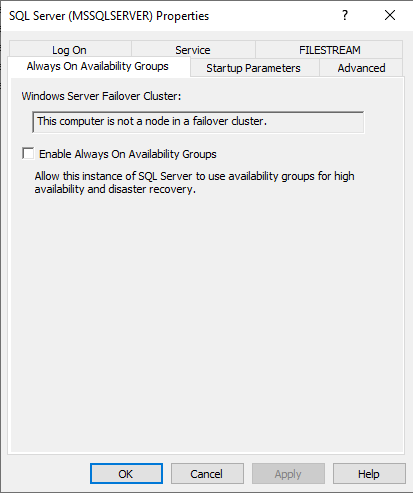 SQL Server (MSSQLSERVER) Properties
?
Log On
Service
FILESTREAM
Always On Availability Groups
Startup Parameters
Advanced
Windows Server Failover Cluster:
This computer is not a node in a failover cluster.
Enable Always On Availability Groups
Allow this instance of SQL Server to use availability groups for high
availability and disaster recovery.
OK
Cancel
Apply
Help